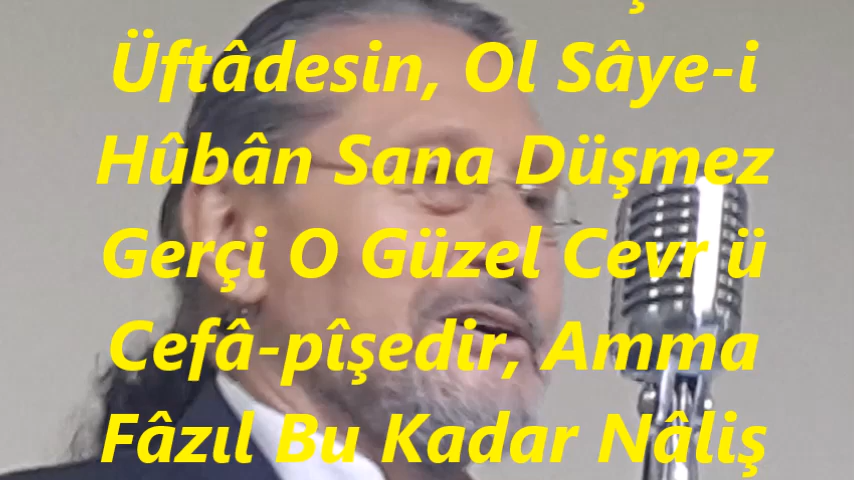 Üftâdesin, Ol Sâye-i
Hûbân Sana Düşmez
Gerçi O Güzel Cevr ü
Cefâ-pîşedir, Amma
Fâzıl Bu Kadar Nâliş